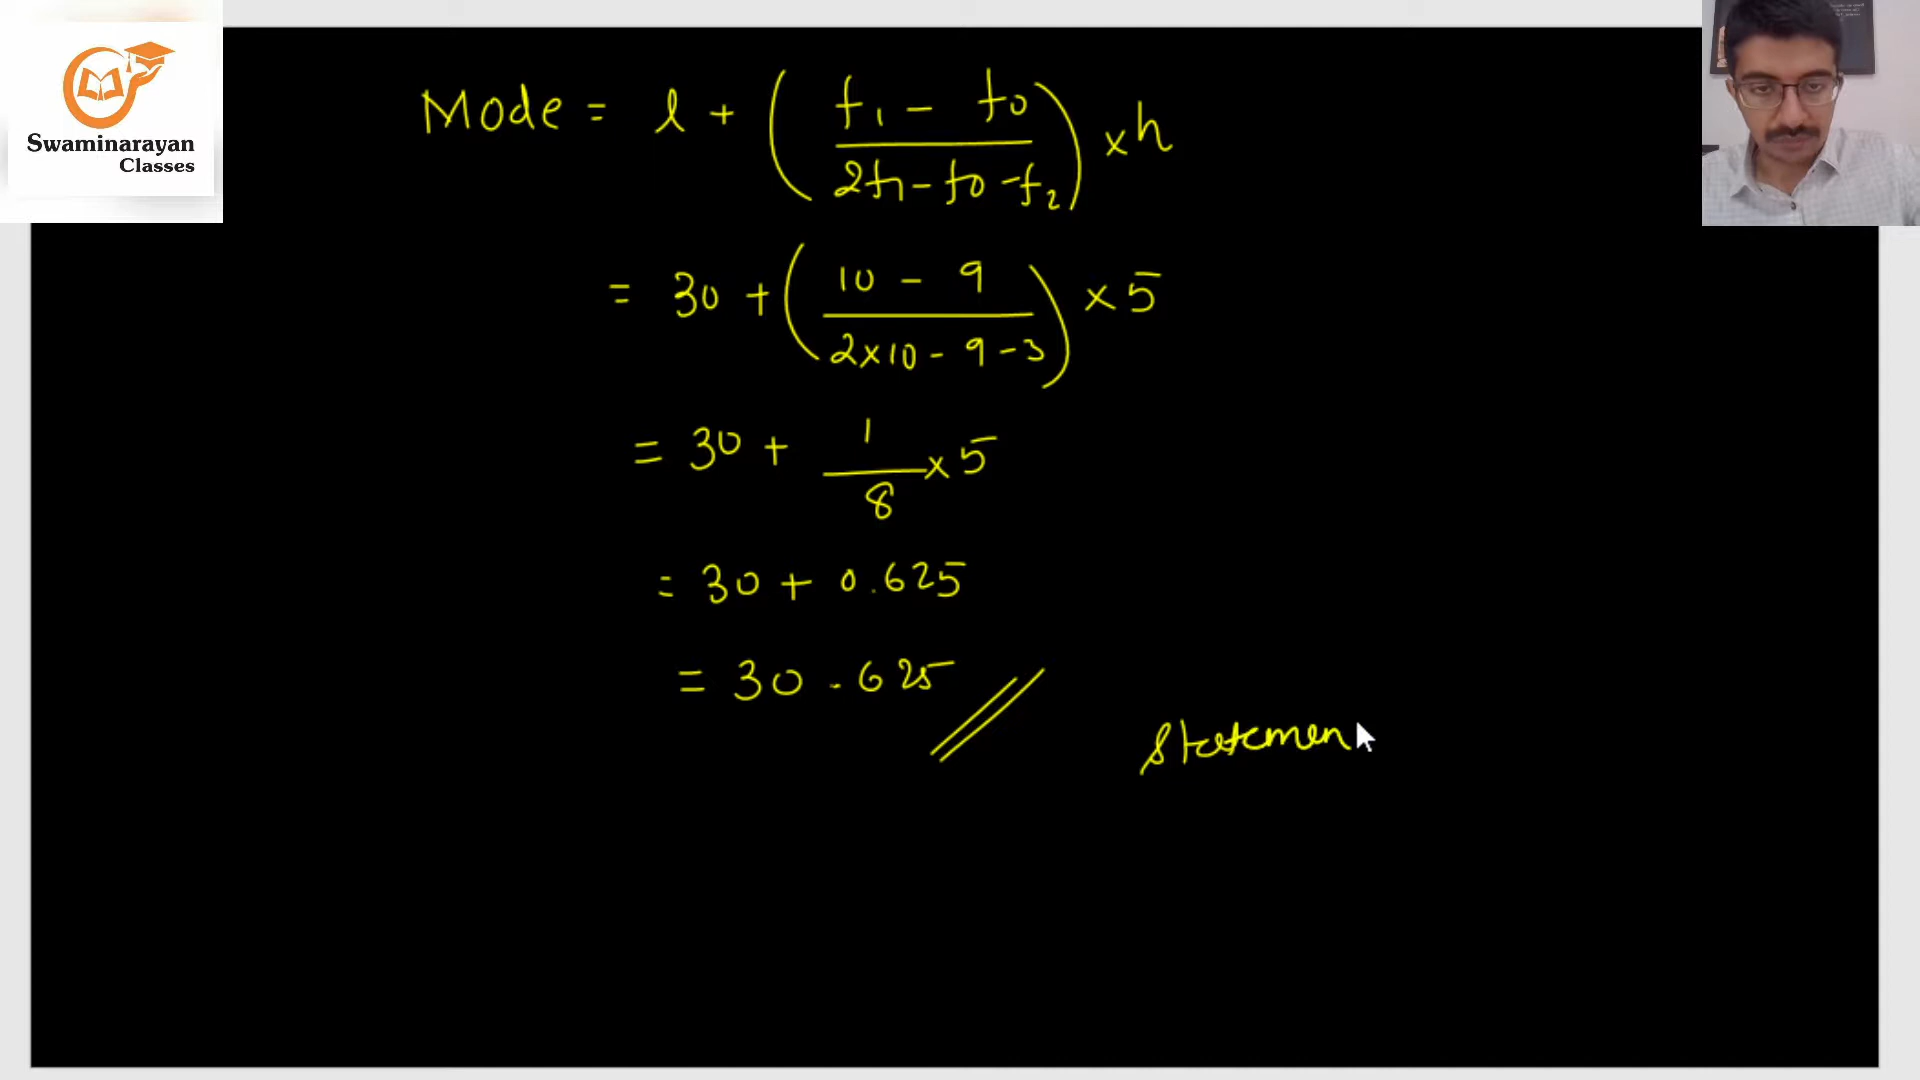 Swaminarayan
Classes
Mode = l + ( f1 - f0 / 2f1 - f0 - f2 ) × h
= 30 + ( 10 - 9 / 2×10 - 9 - 3 ) × 5
= 30 + 1 / 8 × 5
= 30 + 0.625
= 30.625
Statemen